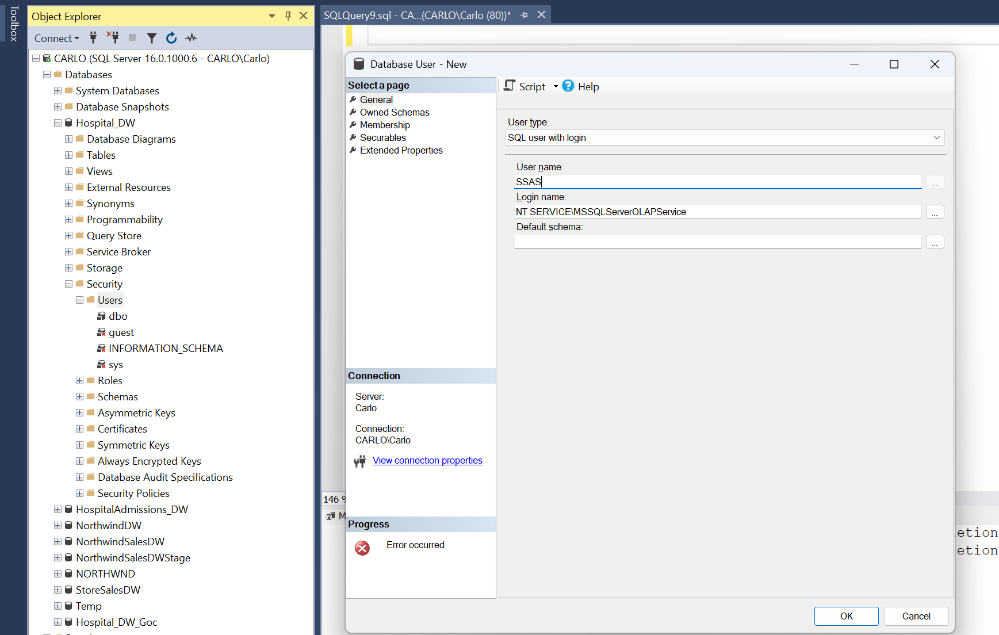 Toolbox
Object Explorer
Connect
CARLO (SQL Server 16.0.1000.6 - CARLO\Carlo)
Databases
System Databases
Database Snapshots
Hospital_DW
Database Diagrams
Tables
Views
External Resources
Synonyms
Programmability
Query Store
Service Broker
Storage
Security
Users
dbo
guest
INFORMATION_SCHEMA
sys
Roles
Schemas
Asymmetric Keys
Certificates
Symmetric Keys
Always Encrypted Keys
Database Audit Specifications
Security Policies
HospitalAdmissions_DW
NorthwindDW
NorthwindSalesDW
NorthwindSalesDWStage
NORTHWND
StoreSalesDW
Temp
Hospital_DW_Goc
SQLQuery9.sql - CA...(CARLO\Carlo (80))*
Database User - New
Select a page
General
Owned Schemas
Membership
Securables
Extended Properties
Connection
Server:
Carlo
Connection:
CARLO\Carlo
View connection properties
Progress
Error occurred
Script
Help
User type:
SQL user with login
User name:
SSAS
...
Login name:
NT SERVICE\MSSQLServerOLAPService
...
Default schema:
...
OK
Cancel
146 %
M
etion
etion